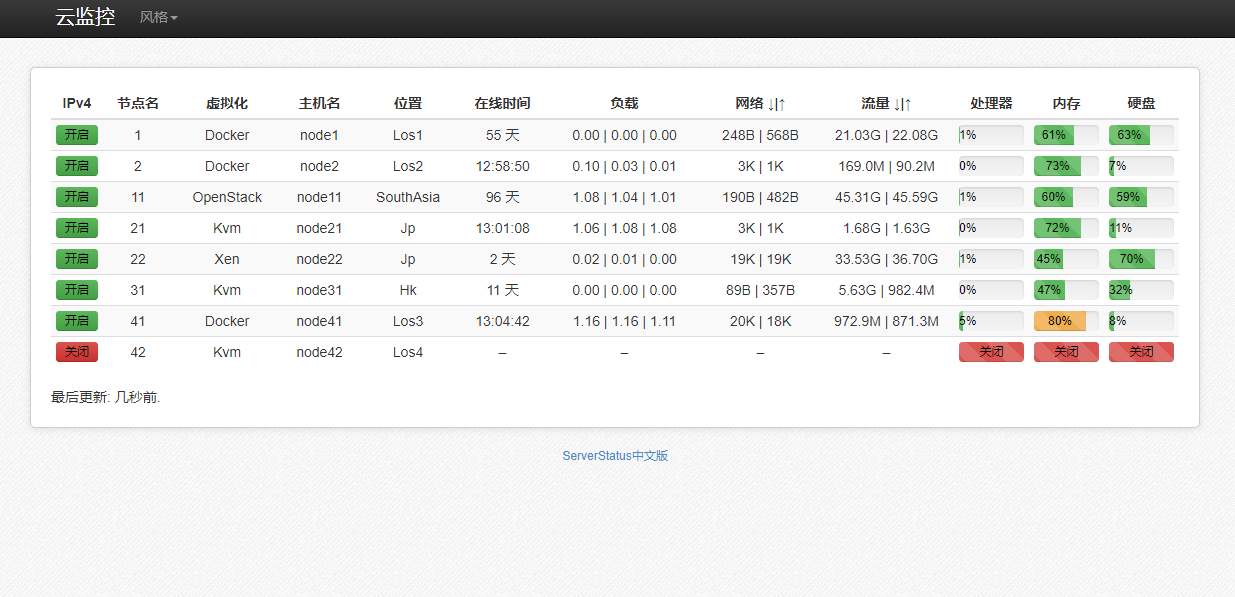 云监控 风格
IPv4 节点名 虚拟化 主机名 位置 在线时间 负载 网络 ↓|↑ 流量 ↓|↑ 处理器 内存 硬盘
开启 1 Docker node1 Los1 55 天 0.00 | 0.00 | 0.00 248B | 568B 21.03G | 22.08G 1% 61% 63%
开启 2 Docker node2 Los2 12:58:50 0.10 | 0.03 | 0.01 3K | 1K 169.0M | 90.2M 0% 73% 7%
开启 11 OpenStack node11 SouthAsia 96 天 1.08 | 1.04 | 1.01 190B | 482B 45.31G | 45.59G 1% 60% 59%
开启 21 Kvm node21 Jp 13:01:08 1.06 | 1.08 | 1.08 3K | 1K 1.68G | 1.63G 0% 72% 11%
开启 22 Xen node22 Jp 2 天 0.02 | 0.01 | 0.00 19K | 19K 33.53G | 36.70G 1% 45% 70%
开启 31 Kvm node31 Hk 11 天 0.00 | 0.00 | 0.00 89B | 357B 5.63G | 982.4M 0% 47% 32%
开启 41 Docker node41 Los3 13:04:42 1.16 | 1.16 | 1.11 20K | 18K 972.9M | 871.3M 5% 80% 8%
关闭 42 Kvm node42 Los4 – – – – 关闭 关闭 关闭
最后更新: 几秒前.
ServerStatus中文版